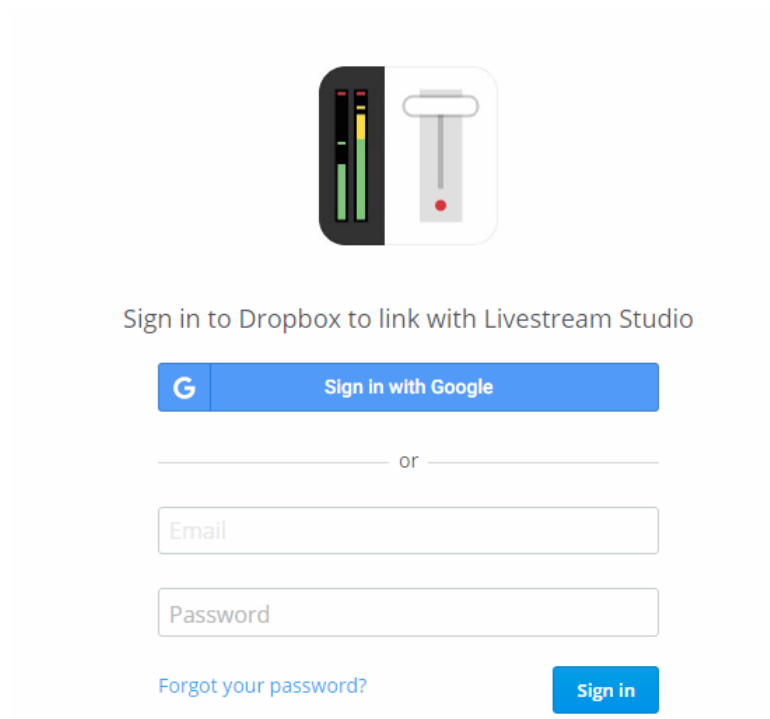 Sign in to Dropbox to link with Livestream Studio
G Sign in with Google
or
Email
Password
Forgot your password? Sign in